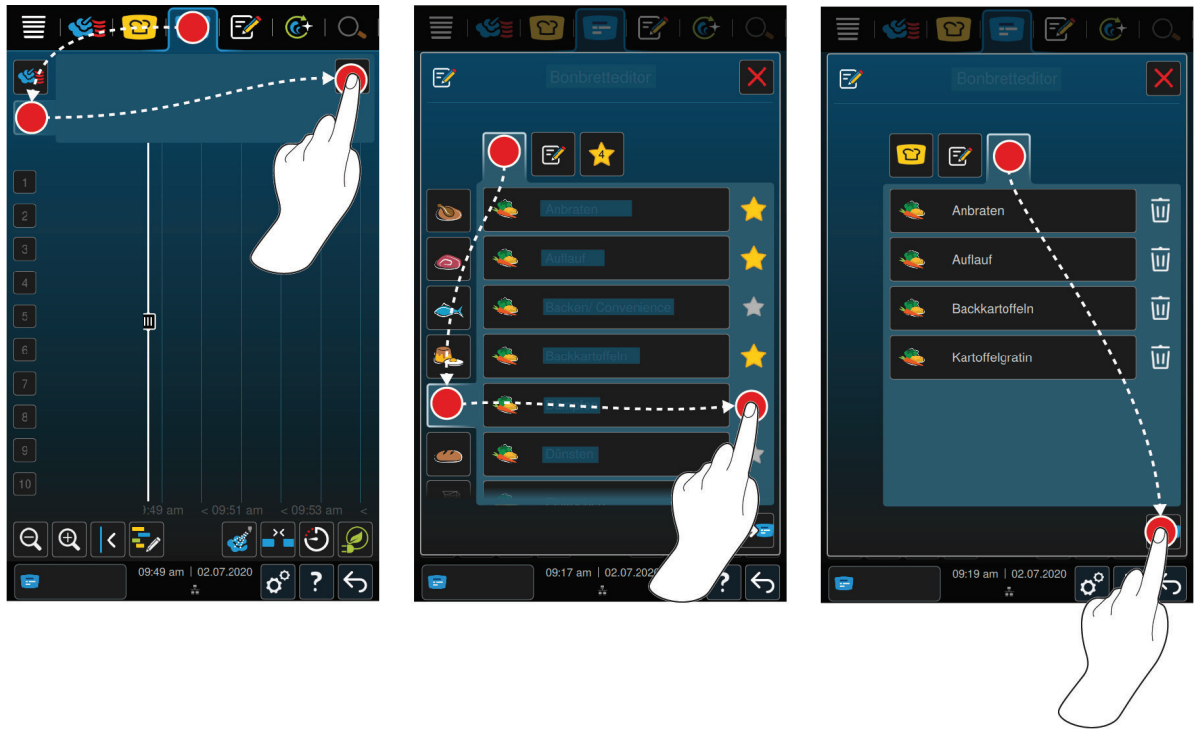 1
2
3
4
5
6
7
8
9
10
:49 am < 09:51 am < 09:53 am <
09:49 am | 02.07.2020
?
Bonbretteditor
4
Anbraten
Auflauf
Backen/ Convenience
Backkartoffeln
Dünsten
09:17 am | 02.07.202
?
Bonbretteditor
Anbraten
Auflauf
Backkartoffeln
Kartoffelgratin
09:19 am | 02.07.2020